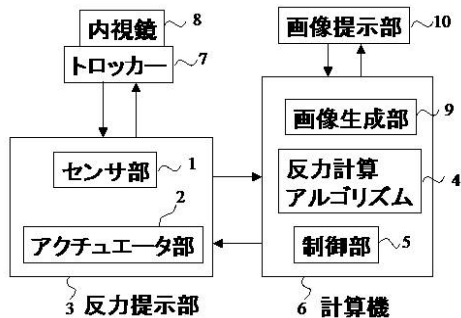 内視鏡 8
トロッカー 7
画像提示部 10
画像生成部 9
センサ部 1
反力計算
アルゴリズム 4
2
アクチュエータ部
制御部 5
3 反力提示部
6 計算機